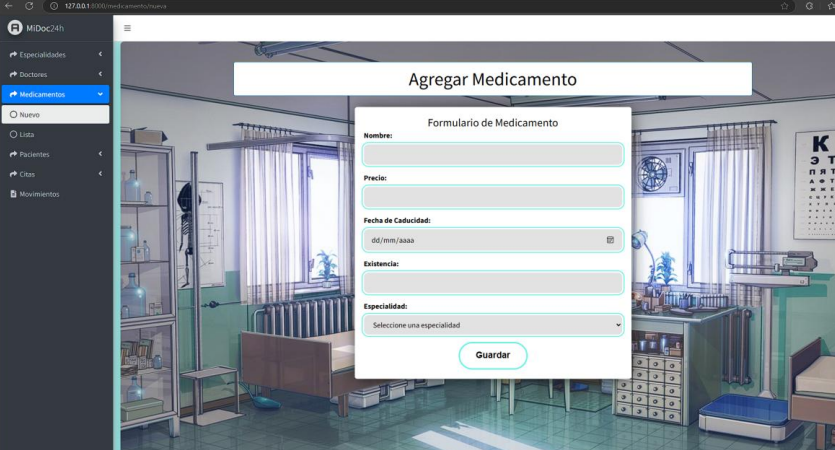 127.0.0.1:8000/medicamento/nueva
MiDoc24h
Especialidades
Doctores
Medicamentos
Nuevo
Lista
Pacientes
Citas
Movimientos
Agregar Medicamento
Formulario de Medicamento
Nombre:
Precio:
Fecha de Caducidad:
dd/mm/aaaa
Existencia:
Especialidad:
Seleccione una especialidad
Guardar
К
Э Т
П Я Т